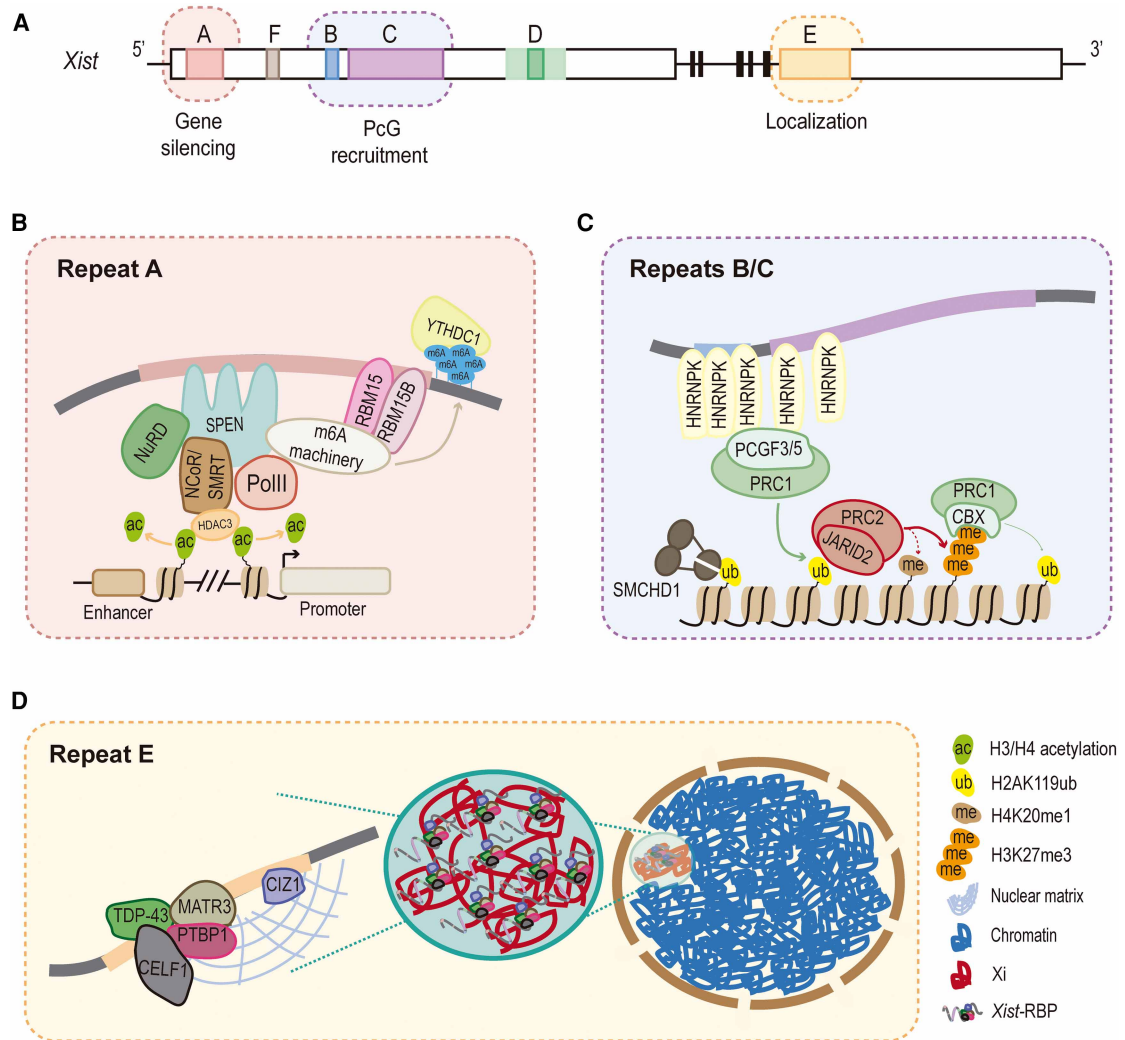 A
Xist
5'
A
F
B
C
D
E
3'
Gene
silencing
PcG
recruitment
Localization
B
Repeat A
YTHDC1
m6A
m6A
m6A
m6A
m6A
SPEN
RBM15
RBM15B
NuRD
m6A
machinery
NCoR/
SMRT
PolII
HDAC3
ac
ac
ac
ac
Enhancer
Promoter
C
Repeats B/C
HNRNPK
HNRNPK
HNRNPK
HNRNPK
HNRNPK
PCGF3/5
PRC1
PRC2
JARID2
PRC1
CBX
me
me
me
me
SMCHD1
ub
ub
ub
D
Repeat E
CIZ1
MATR3
TDP-43
PTBP1
CELF1
ac H3/H4 acetylation
ub H2AK119ub
me H4K20me1
me
me H3K27me3
me
Nuclear matrix
Chromatin
Xi
Xist-RBP